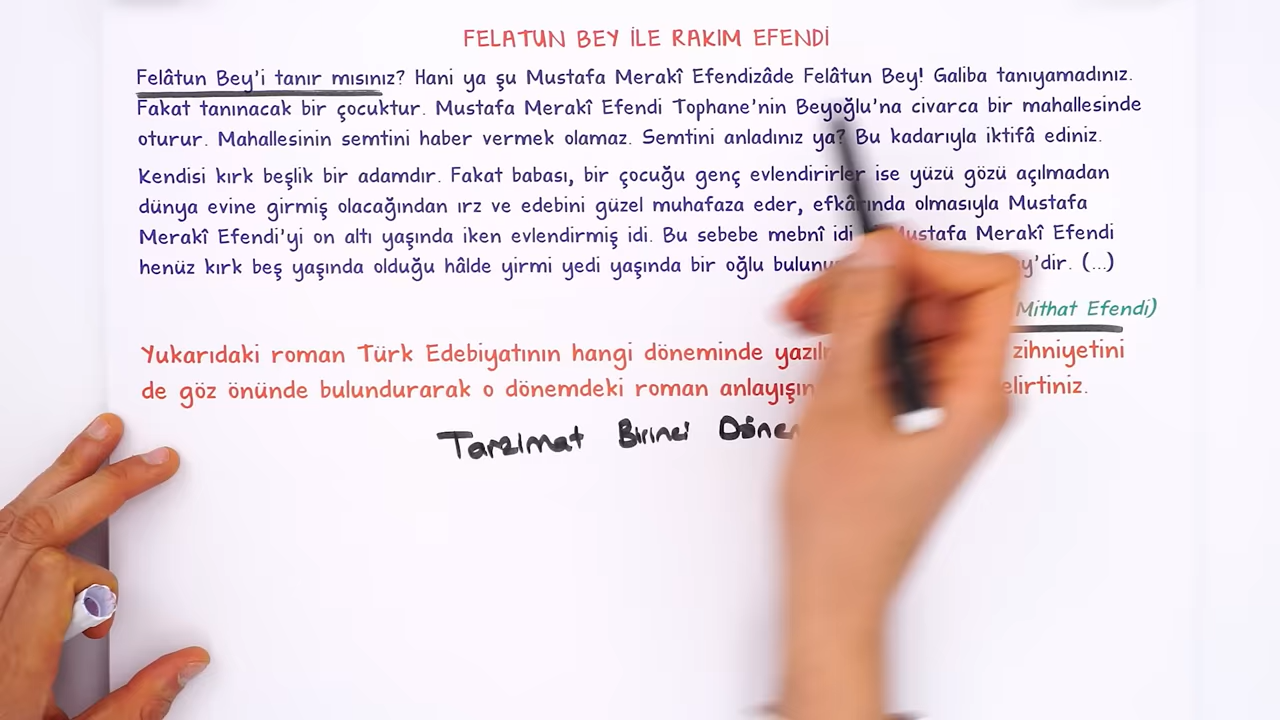 FELATUN BEY İLE RAKIM EFENDİ
Felâtun Bey'i tanır mısınız? Hani ya şu Mustafa Merakî Efendizâde Felâtun Bey! Galiba tanıyamadınız.
Fakat tanınacak bir çocuktur. Mustafa Merakî Efendi Tophane'nin Beyoğlu'na civarca bir mahallesinde
oturur. Mahallesinin semtini haber vermek olamaz. Semtini anladınız ya? Bu kadarıyla iktifâ ediniz.
Kendisi kırk beşlik bir adamdır. Fakat babası, bir çocuğu genç evlendirirler ise yüzü gözü açılmadan
dünya evine girmiş olacağından ırz ve edebini güzel muhafaza eder, efkârında olmasıyla Mustafa
Merakî Efendi'yi on altı yaşında iken evlendirmiş idi. Bu sebebe mebnî idi Mustafa Merakî Efendi
henüz kırk beş yaşında olduğu hâlde yirmi yedi yaşında bir oğlu 'dir. (...)
Mithat Efendi)
Yukarıdaki roman Türk Edebiyatının hangi döneminde zihniyetini
de göz önünde bulundurarak o dönemdeki roman
Tanzimat Birinci